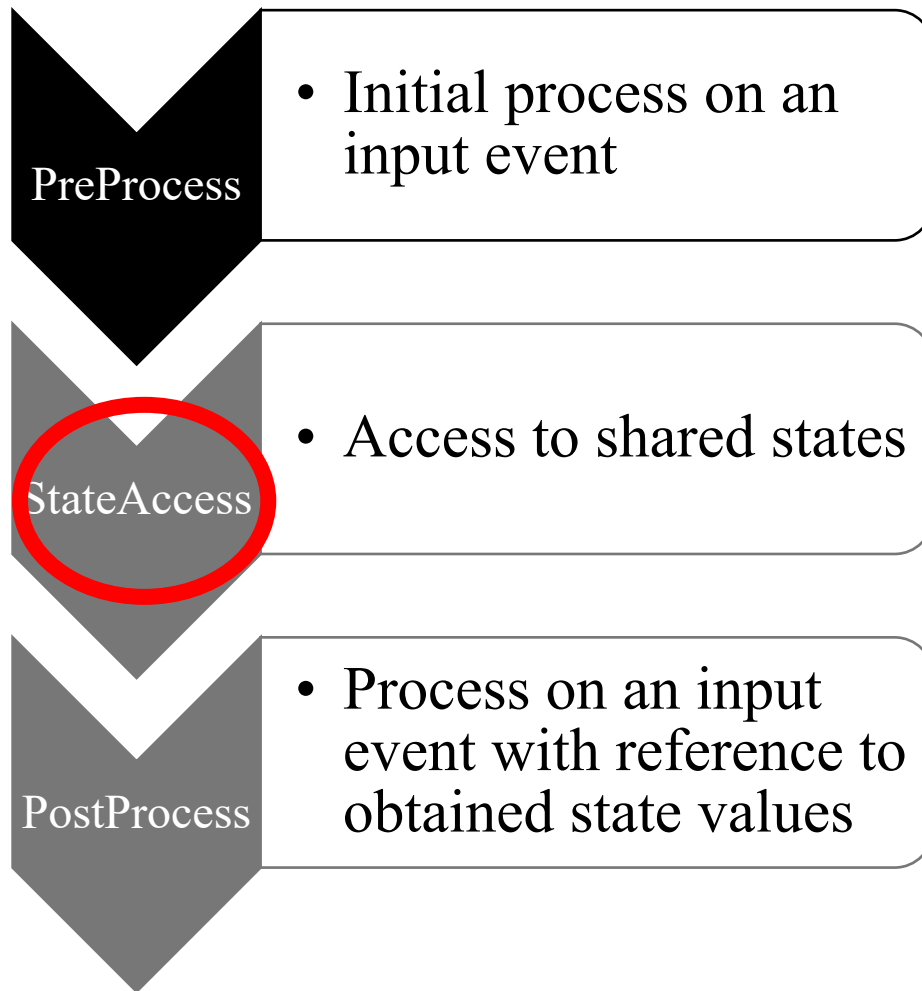 PreProcess
• Initial process on an
input event
StateAccess
• Access to shared states
PostProcess
• Process on an input
event with reference to
obtained state values